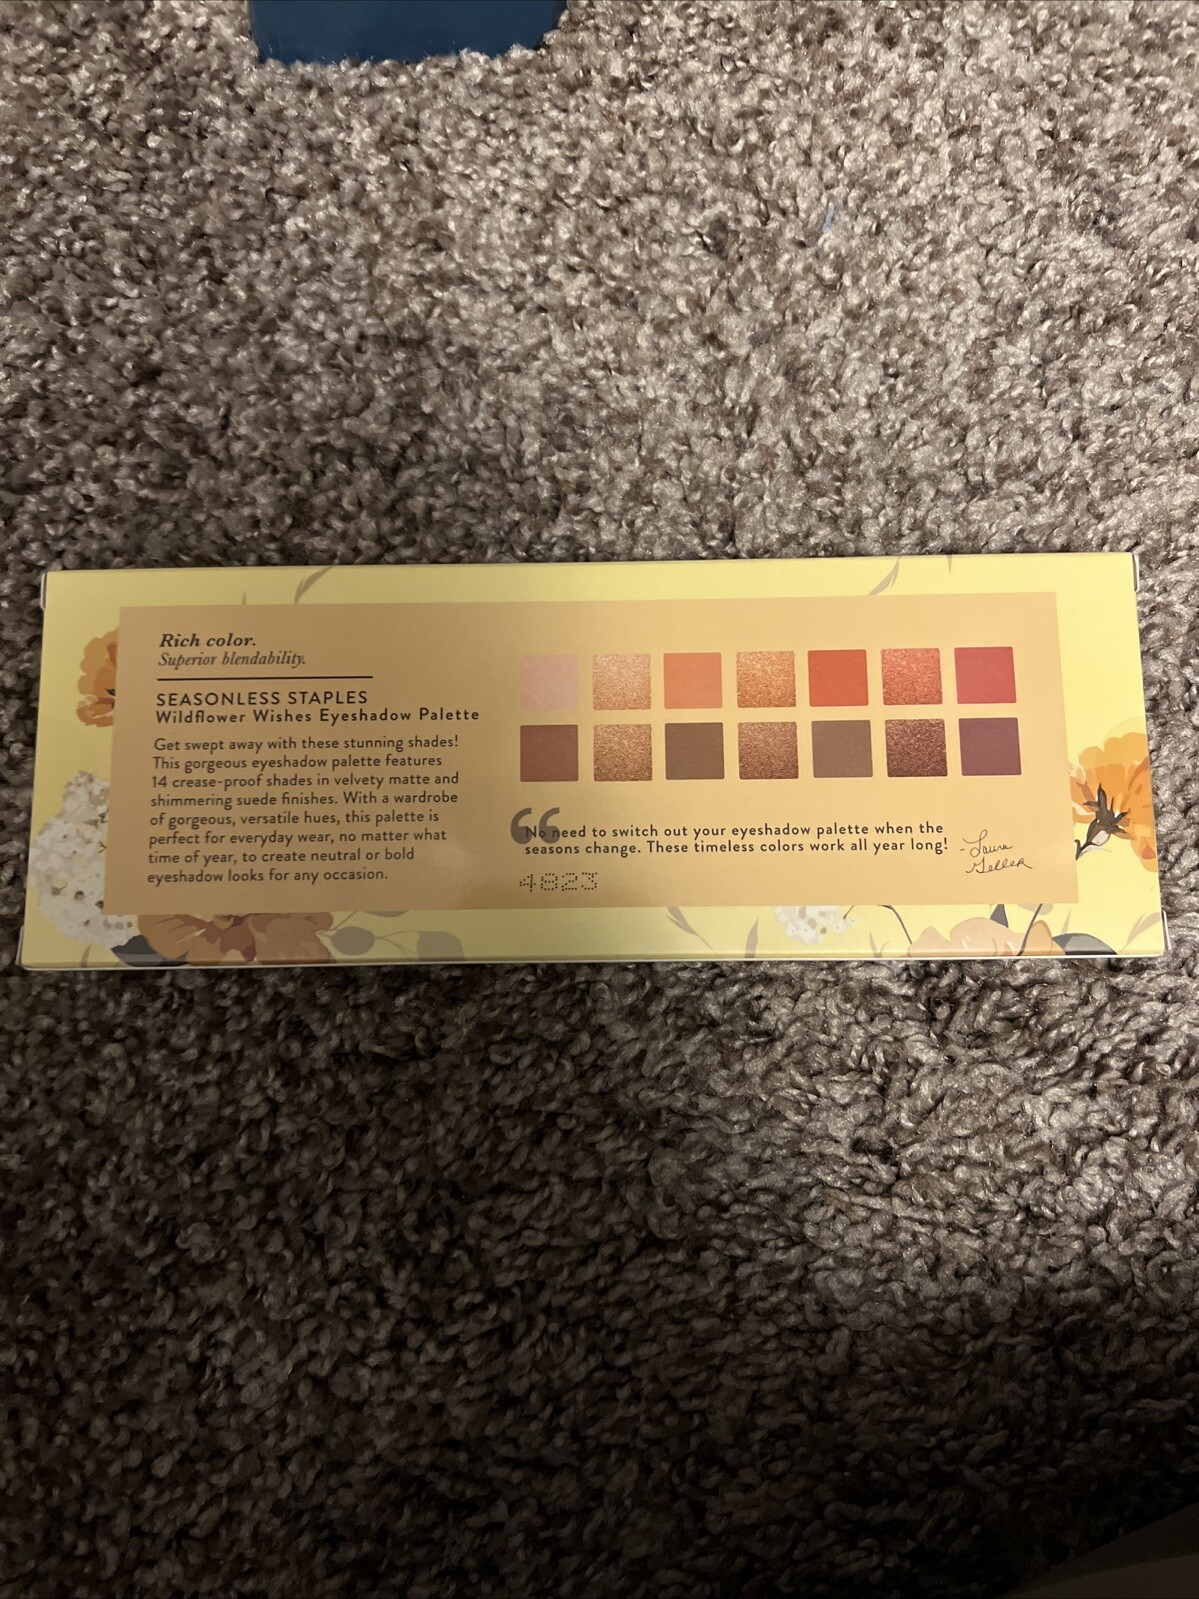 Rich color.
Superior blendability.
SEASONLESS STAPLES
Wildflower Wishes Eyeshadow Palette
Get swept away with these stunning shades!
This gorgeous eyeshadow palette features
14 crease-proof shades in velvety matte and
shimmering suede finishes. With a wardrobe
of gorgeous, versatile hues, this palette is
perfect for everyday wear, no matter what
time of year, to create neutral or bold
eyeshadow looks for any occasion.
“No need to switch out your eyeshadow palette when the
seasons change. These timeless colors work all year long!
-Laura
Geller
4823